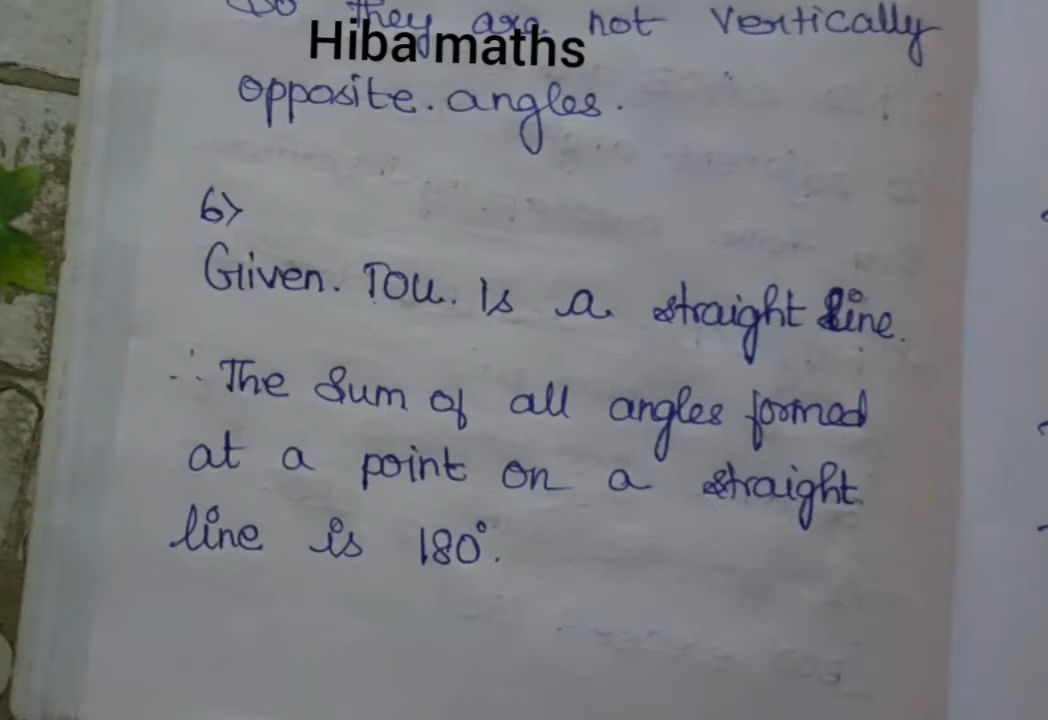 So they are not vertically
Hiba maths
opposite. angles.
6>
Given. TOU. Is a straight line.
∴ The Sum of all angles formed
at a point on a straight
line is 180°.